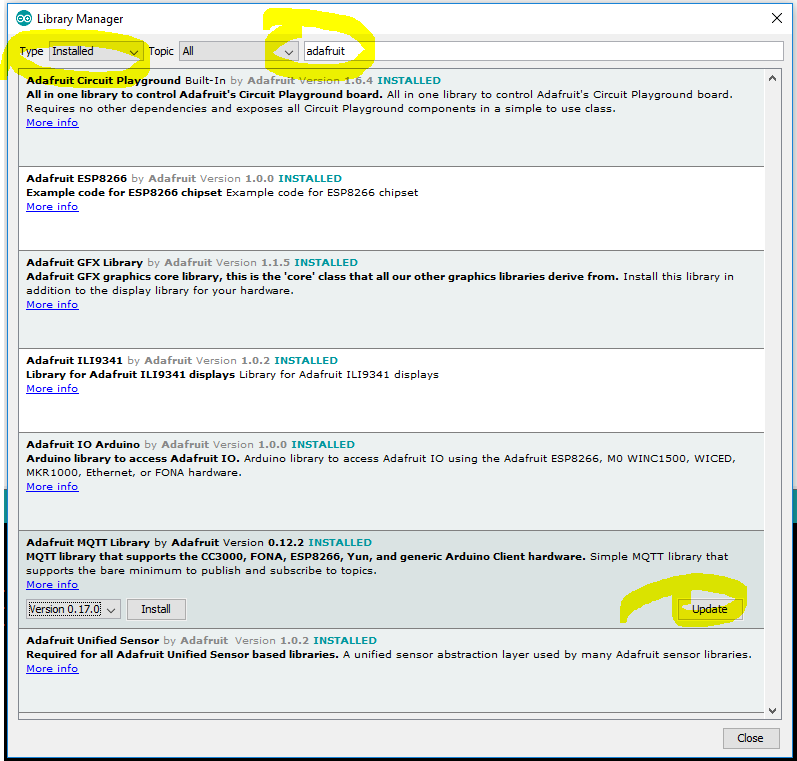 Library Manager
Type Installed Topic All adafruit
Adafruit Circuit Playground Built-In by Adafruit Version 1.6.4 INSTALLED
All in one library to control Adafruit's Circuit Playground board. All in one library to control Adafruit's Circuit Playground board.
Requires no other dependencies and exposes all Circuit Playground components in a simple to use class.
More info
Adafruit ESP8266 by Adafruit Version 1.0.0 INSTALLED
Example code for ESP8266 chipset Example code for ESP8266 chipset
More info
Adafruit GFX Library by Adafruit Version 1.1.5 INSTALLED
Adafruit GFX graphics core library, this is the 'core' class that all our other graphics libraries derive from. Install this library in
addition to the display library for your hardware.
More info
Adafruit ILI9341 by Adafruit Version 1.0.2 INSTALLED
Library for Adafruit ILI9341 displays Library for Adafruit ILI9341 displays
More info
Adafruit IO Arduino by Adafruit Version 1.0.0 INSTALLED
Arduino library to access Adafruit IO. Arduino library to access Adafruit IO using the Adafruit ESP8266, M0 WINC1500, WICED,
MKR1000, Ethernet, or FONA hardware.
More info
Adafruit MQTT Library by Adafruit Version 0.12.2 INSTALLED
MQTT library that supports the CC3000, FONA, ESP8266, Yun, and generic Arduino Client hardware. Simple MQTT library that
supports the bare minimum to publish and subscribe to topics.
More info
Version 0.17.0 Install Update
Adafruit Unified Sensor by Adafruit Version 1.0.2 INSTALLED
Required for all Adafruit Unified Sensor based libraries. A unified sensor abstraction layer used by many Adafruit sensor libraries.
More info
Close